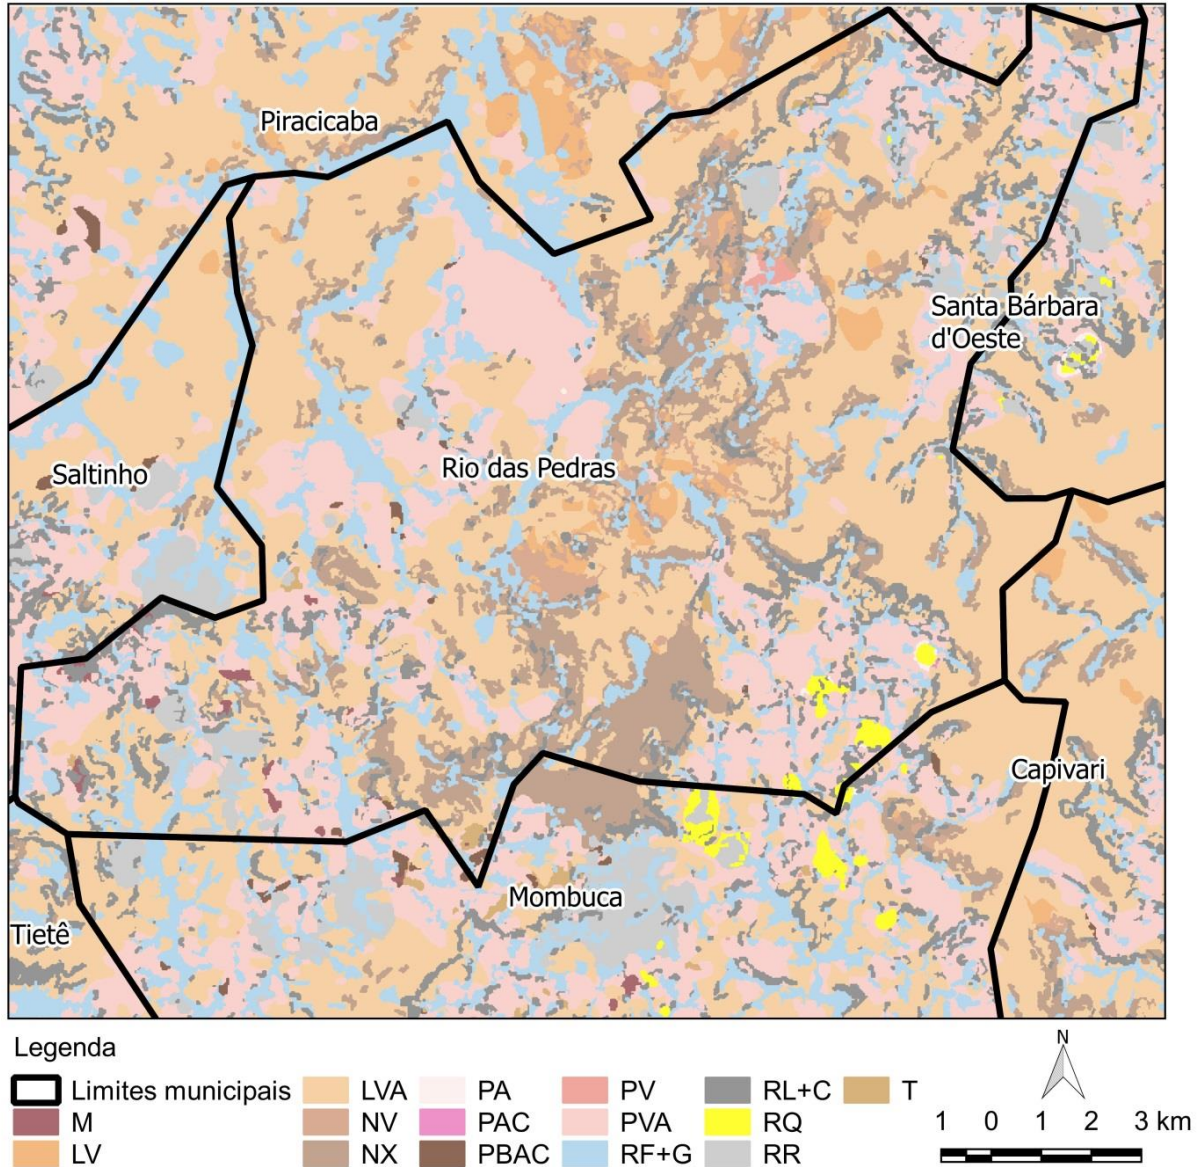 Piracicaba
Santa Bárbara
d'Oeste
Saltinho
Rio das Pedras
Capivari
Mombuca
Tietê
Legenda
N
Limites municipais LVA PA PV RL+C T
M NV PAC PVA RQ
LV NX PBAC RF+G RR
1 0 1 2 3 km